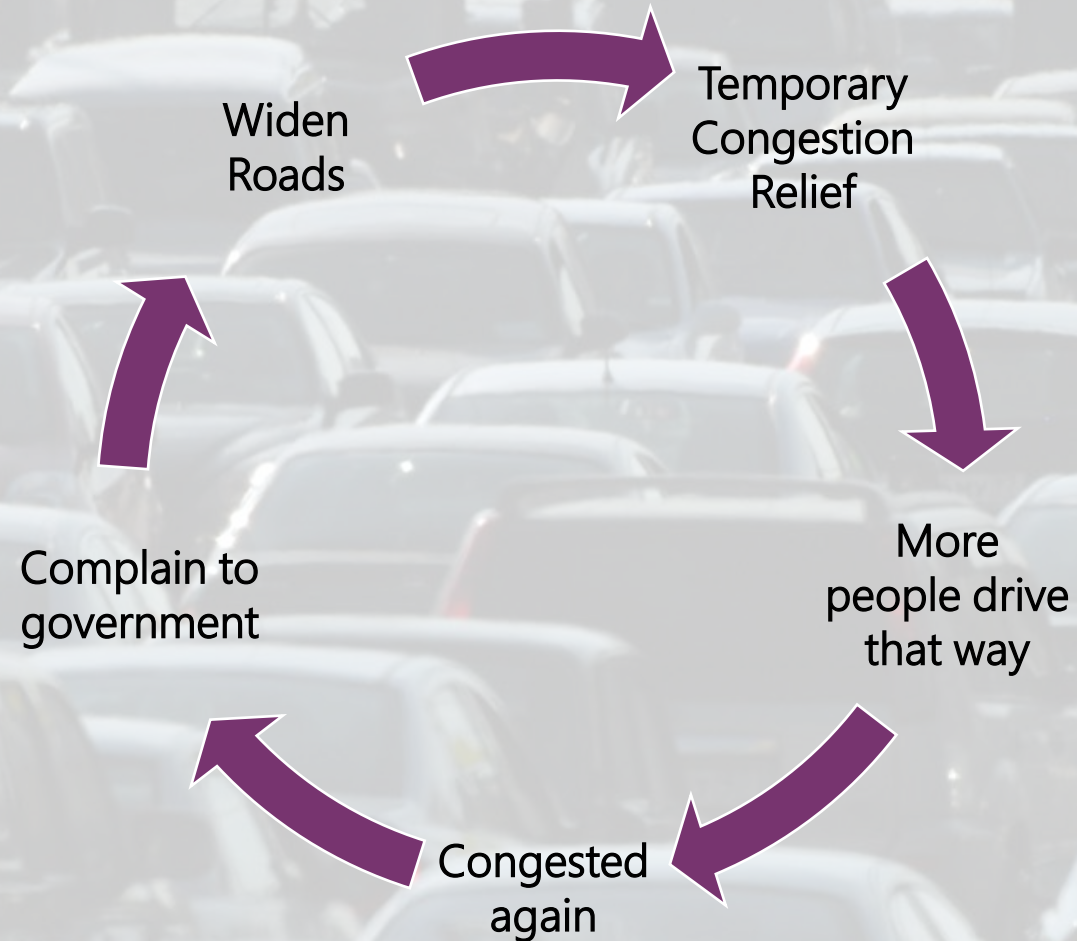 Widen
Roads
Temporary
Congestion
Relief
More
people drive
that way
Congested
again
Complain to
government